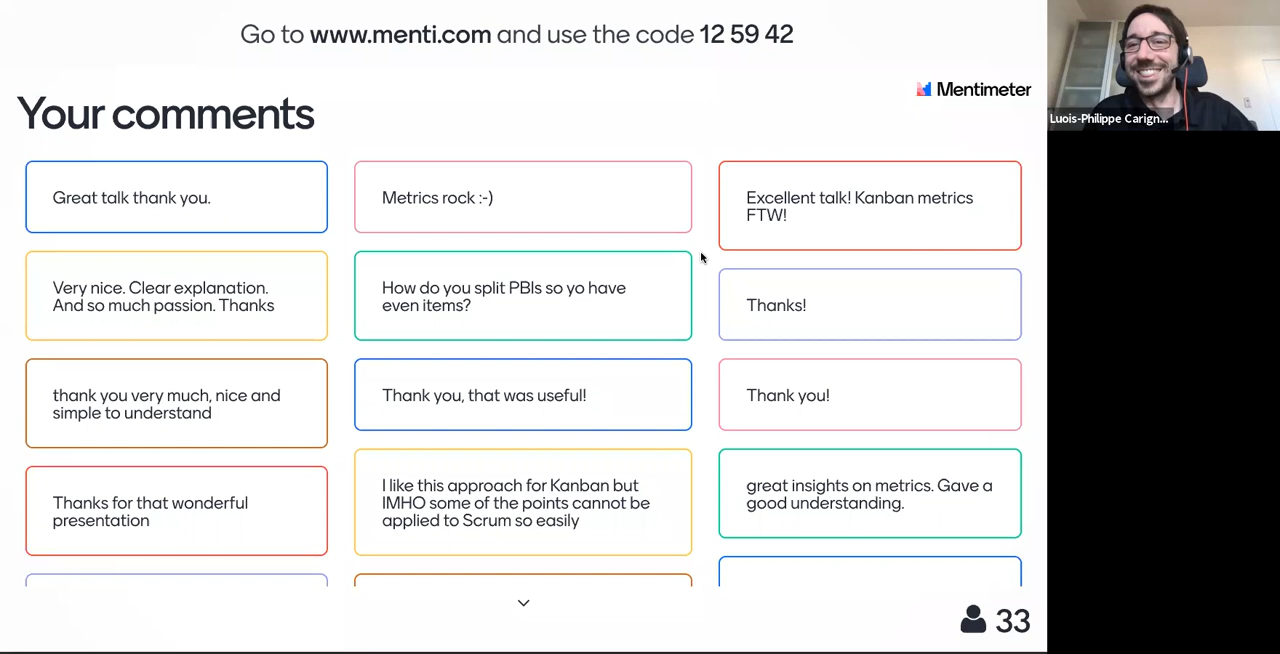 Go to www.menti.com and use the code 12 59 42
Mentimeter
Your comments
Great talk thank you.
Very nice. Clear explanation.
And so much passion. Thanks
thank you very much, nice and
simple to understand
Thanks for that wonderful
presentation
Metrics rock :-)
How do you split PBIs so yo have
even items?
Thank you, that was useful!
I like this approach for Kanban but
IMHO some of the points cannot be
applied to Scrum so easily
Excellent talk! Kanban metrics
FTW!
Thanks!
Thank you!
great insights on metrics. Gave a
good understanding.
33
Luois-Philippe Carign...